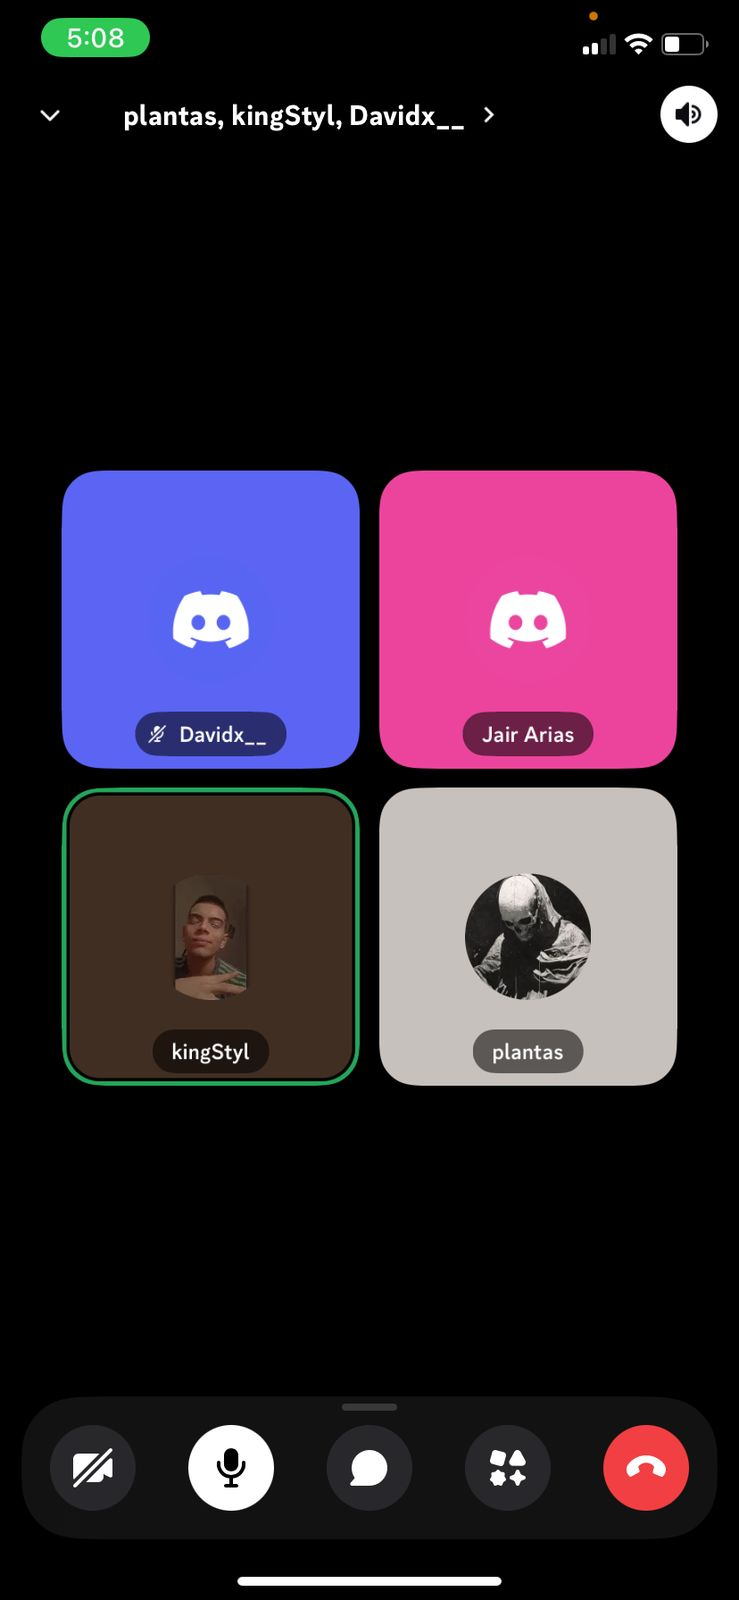 5:08
plantas, kingStyl, Davidx__
Davidx__
Jair Arias
kingStyl
plantas